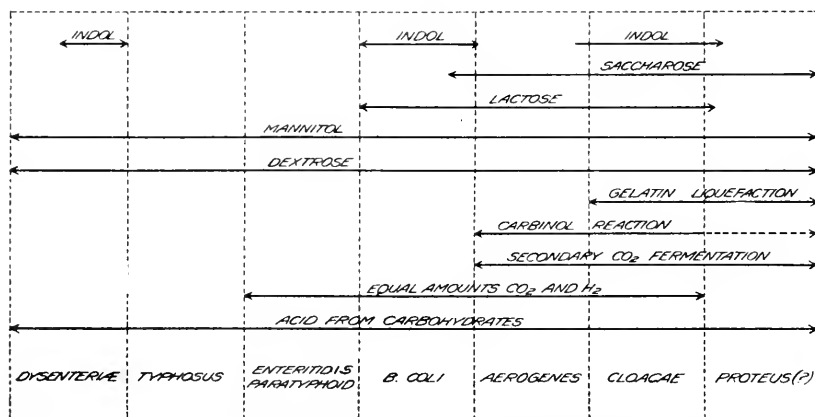 INDOL INDOL INDOL
SACCHAROSE
LACTOSE
MANNITOL
DEXTROSE
GELATIN LIQUEFACTION
CARBINOL REACTION
SECONDARY CO₂ FERMENTATION
EQUAL AMOUNTS CO₂ AND H₂
ACID FROM CARBOHYDRATES
DYSENTERIÆ
TYPHOSUS
ENTERITIDIS
PARATYPHOID
B. COLI
AEROGENES
CLOACAE
PROTEUS(?)